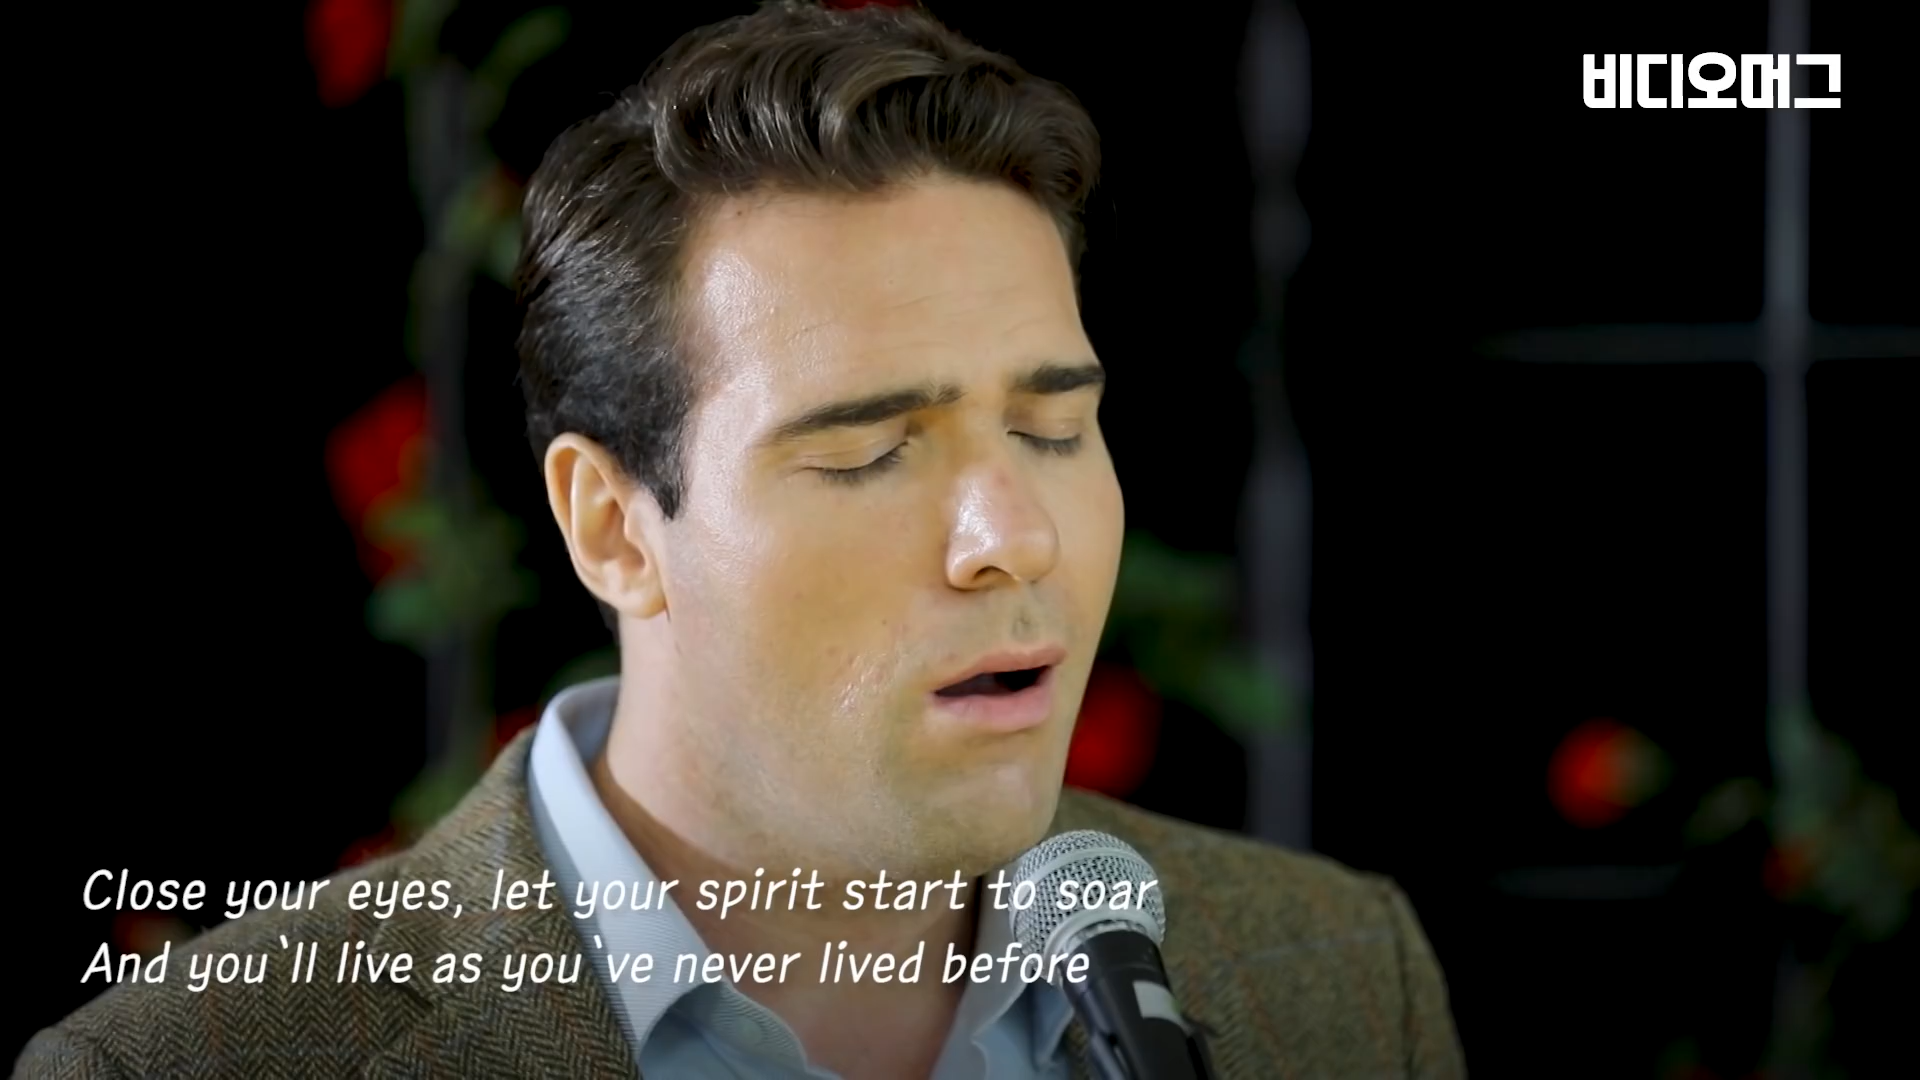 비디오머그
Close your eyes, let your spirit start to soar
And you`ll live as you`ve never lived before